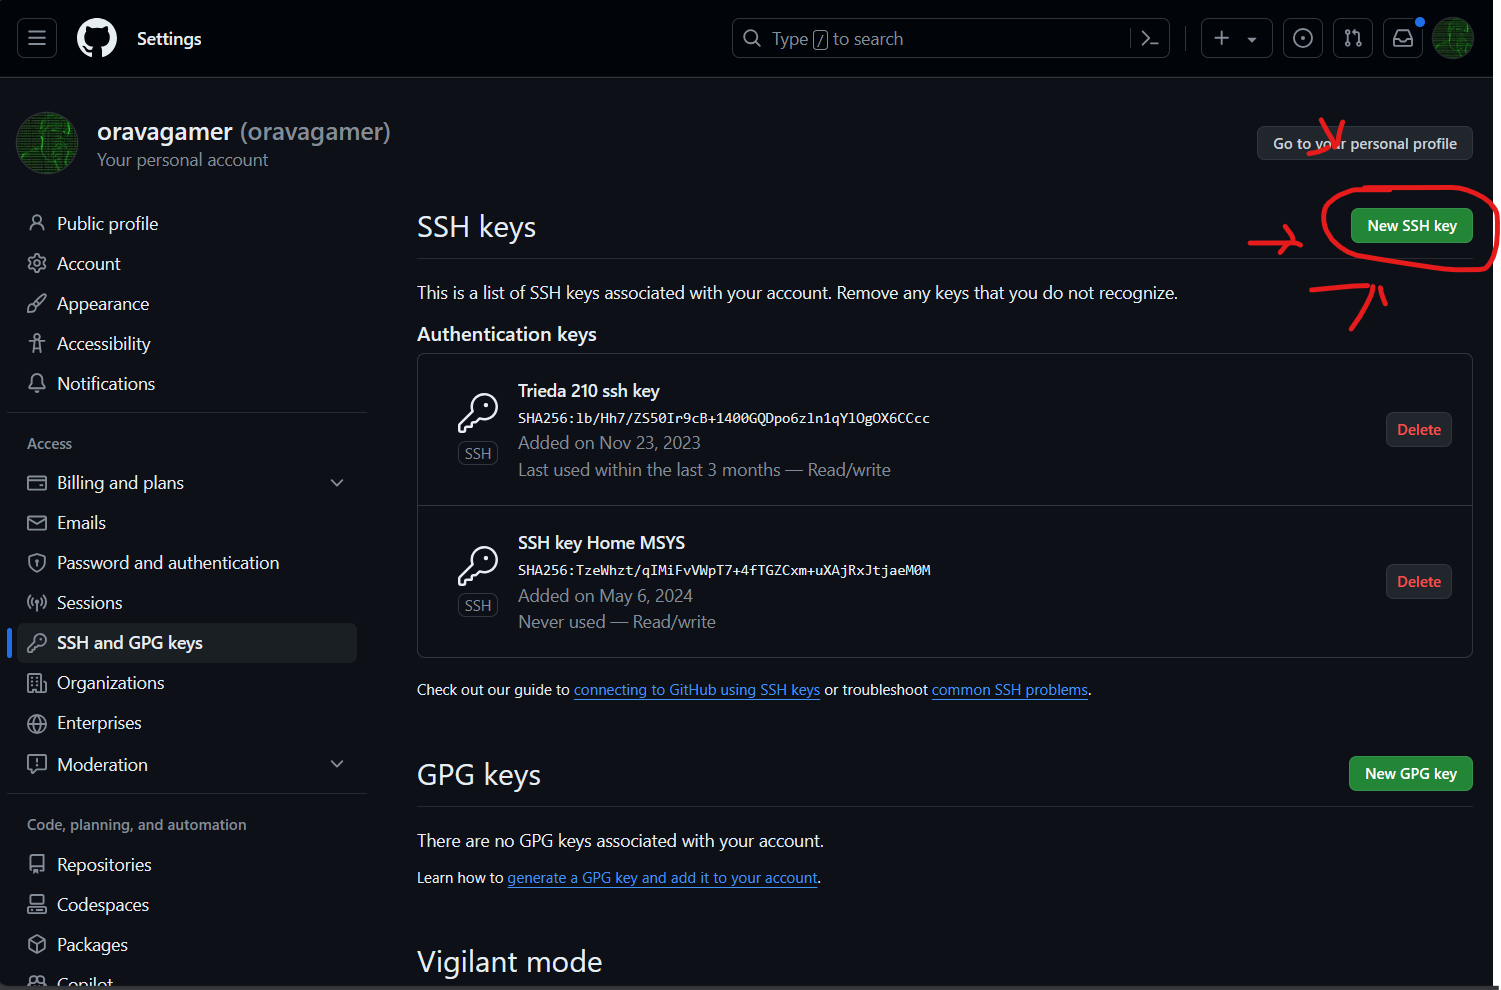 Settings
Type / to search
oravagamer (oravagamer)
Your personal account
Go to your personal profile
Public profile
Account
Appearance
Accessibility
Notifications
Access
Billing and plans
Emails
Password and authentication
Sessions
SSH and GPG keys
Organizations
Enterprises
Moderation
Code, planning, and automation
Repositories
Codespaces
Packages
Copilot
SSH keys
New SSH key
This is a list of SSH keys associated with your account. Remove any keys that you do not recognize.
Authentication keys
Trieda 210 ssh key
SHA256:lb/Hh7/ZS50Ir9cB+1400GQDpo6zln1qYlOgOX6CCcc
Added on Nov 23, 2023
Last used within the last 3 months — Read/write
SSH
Delete
SSH key Home MSYS
SHA256:TzeWhzt/qIMiFvVWpT7+4fTGZCxm+uXAjRxJtjaeM0M
Added on May 6, 2024
Never used — Read/write
SSH
Delete
Check out our guide to connecting to GitHub using SSH keys or troubleshoot common SSH problems.
GPG keys
New GPG key
There are no GPG keys associated with your account.
Learn how to generate a GPG key and add it to your account.
Vigilant mode